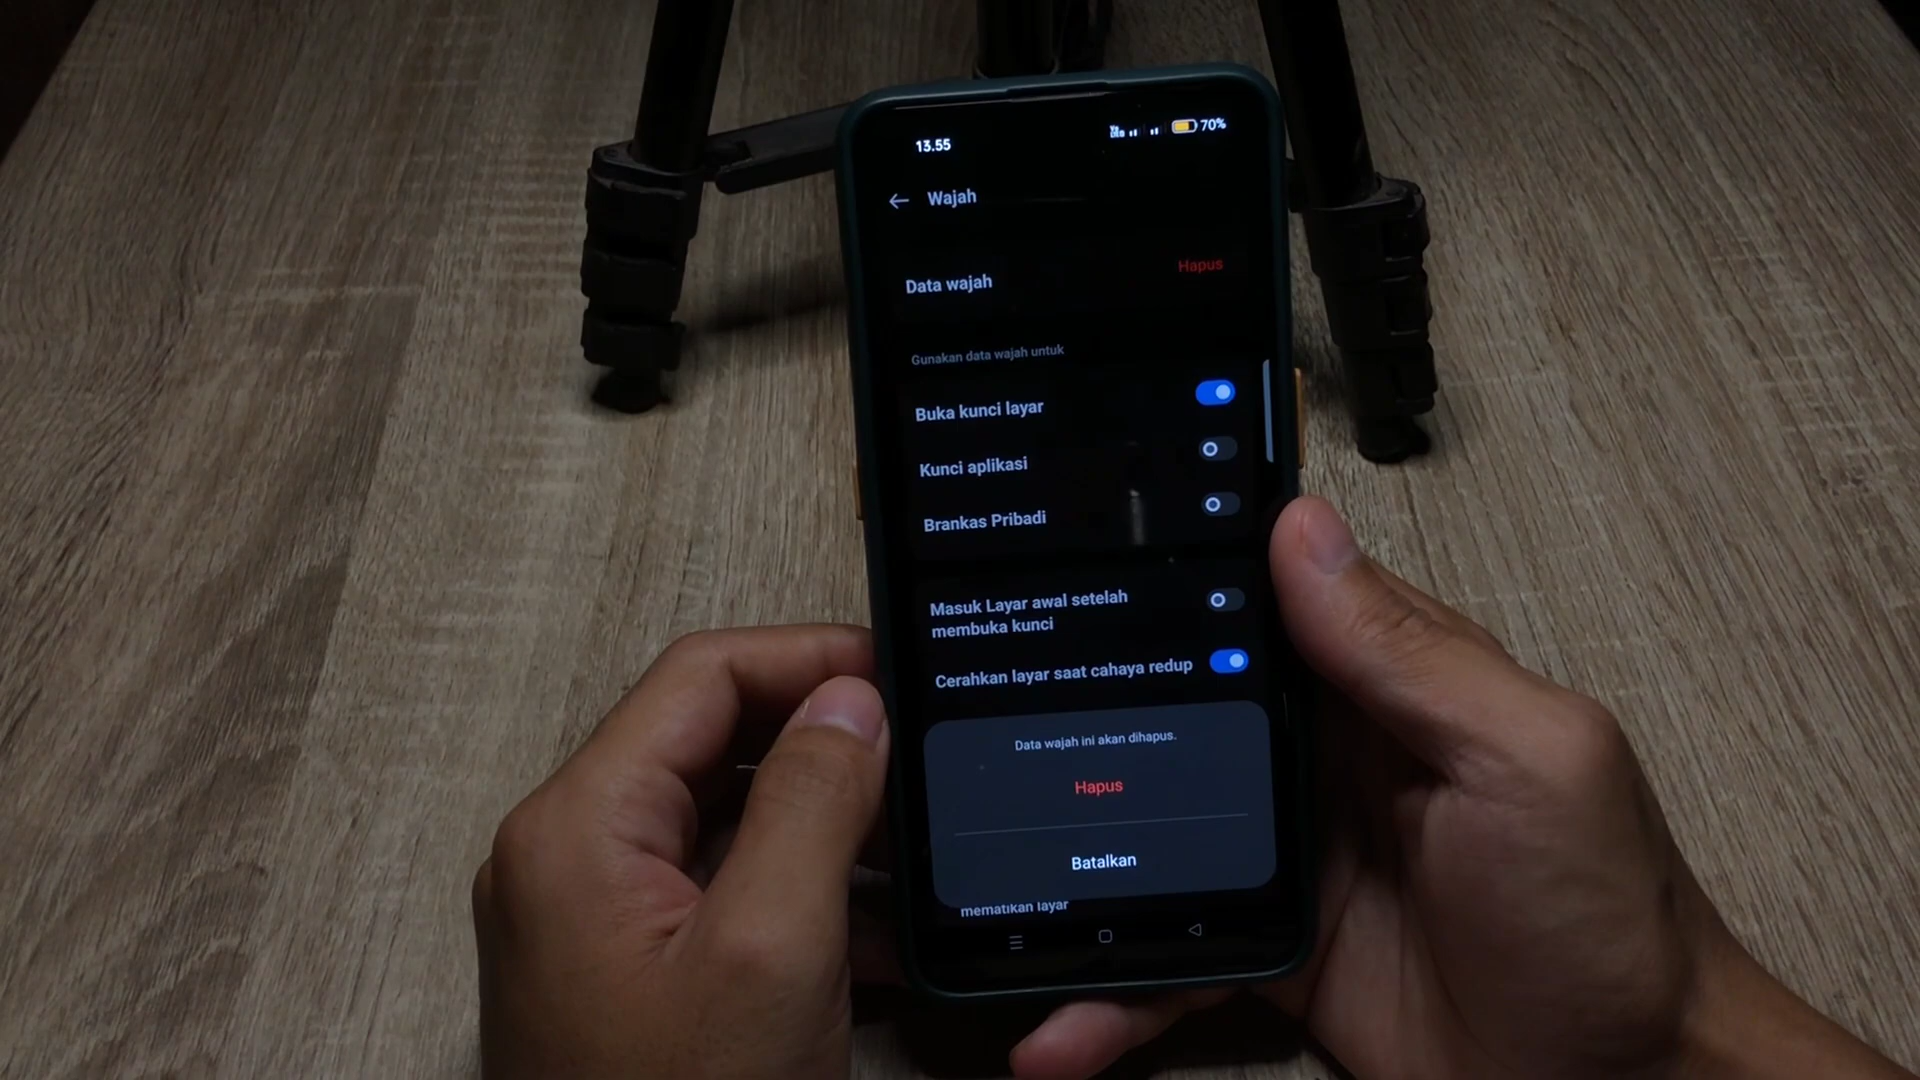 13.55
70%
Wajah
Data wajah
Hapus
Gunakan data wajah untuk
Buka kunci layar
Kunci aplikasi
Brankas Pribadi
Masuk Layar awal setelah
membuka kunci
Cerahkan layar saat cahaya redup
Data wajah ini akan dihapus.
Hapus
Batalkan
mematikan layar